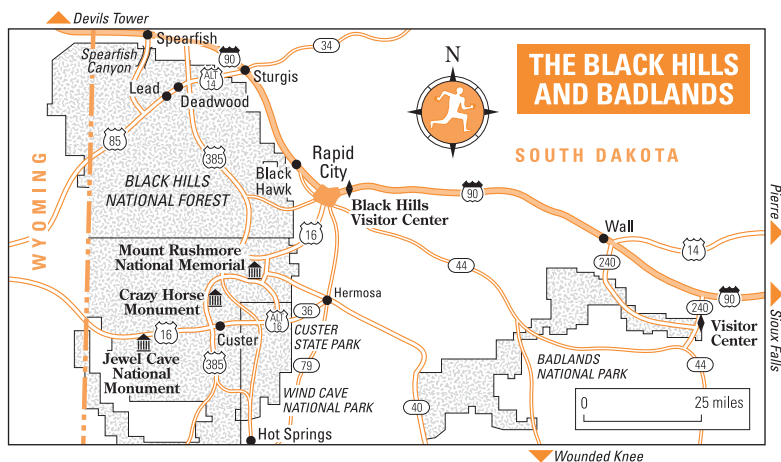 Devils Tower
Spearfish
Spearfish
Canyon
90
34
N
THE BLACK HILLS
AND BADLANDS
ALT
14
Sturgis
Lead
Deadwood
85
385
SOUTH DAKOTA
WYOMING
BLACK HILLS
NATIONAL FOREST
Black
Hawk
Rapid
City
Black Hills
Visitor Center
90
Pierre
Wall
14
16
Mount Rushmore
National Memorial
44
240
Crazy Horse
Monument
Hermosa
36
ALT
16
240
90
Sioux Falls
Visitor
Center
16
Custer
CUSTER
STATE PARK
Jewel Cave
National
Monument
385
79
BADLANDS
NATIONAL PARK
44
WIND CAVE
NATIONAL PARK
40
0
25 miles
Hot Springs
Wounded Knee